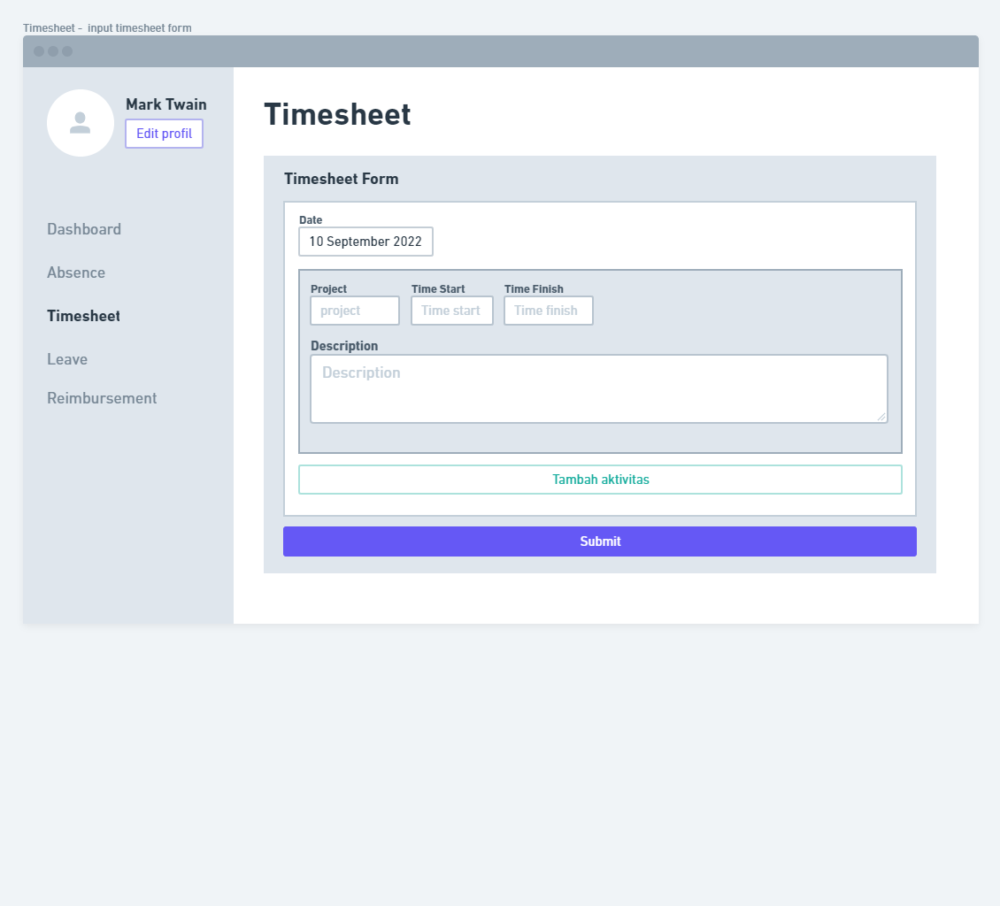 Timesheet - input timesheet form
Mark Twain
Edit profil
Dashboard
Absence
Timesheet
Leave
Reimbursement
Timesheet
Timesheet Form
Date
10 September 2022
Project Time Start Time Finish
project Time start Time finish
Description
Description
Tambah aktivitas
Submit